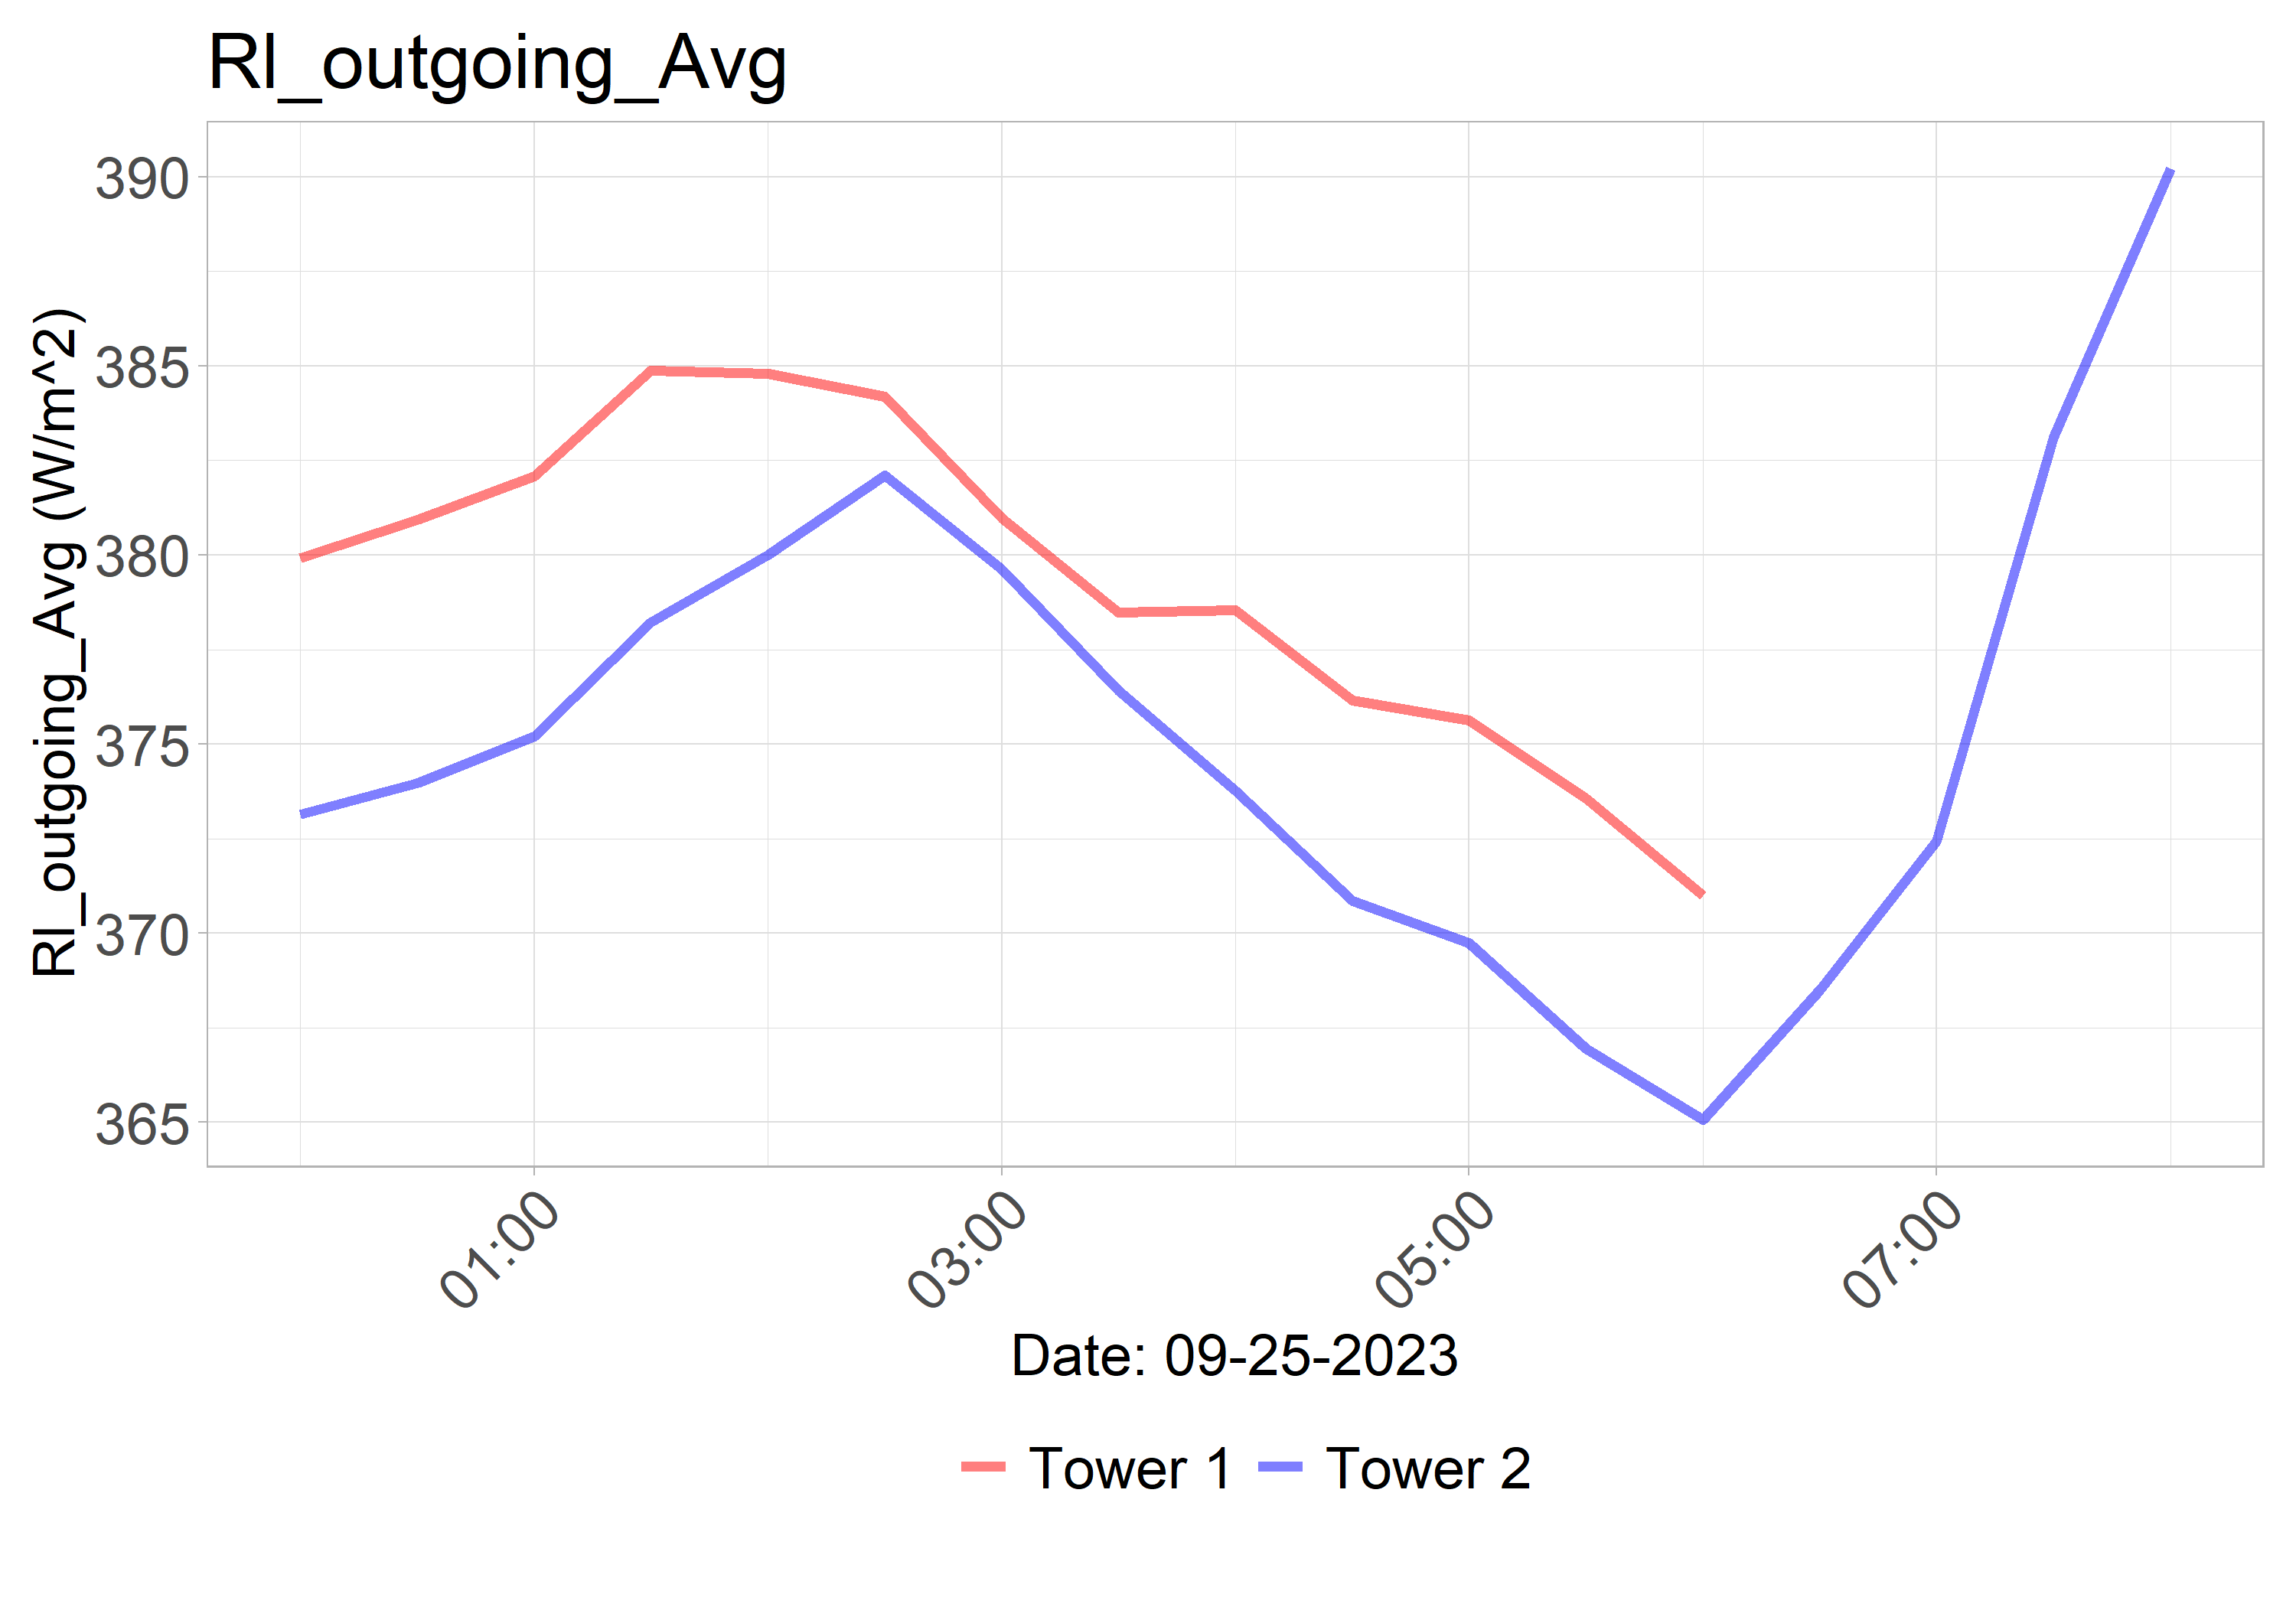 Rl_outgoing_Avg
Rl_outgoing_Avg (W/m^2)
390
385
380
375
370
365
01:00
03:00
05:00
07:00
Date: 09-25-2023
Tower 1
Tower 2